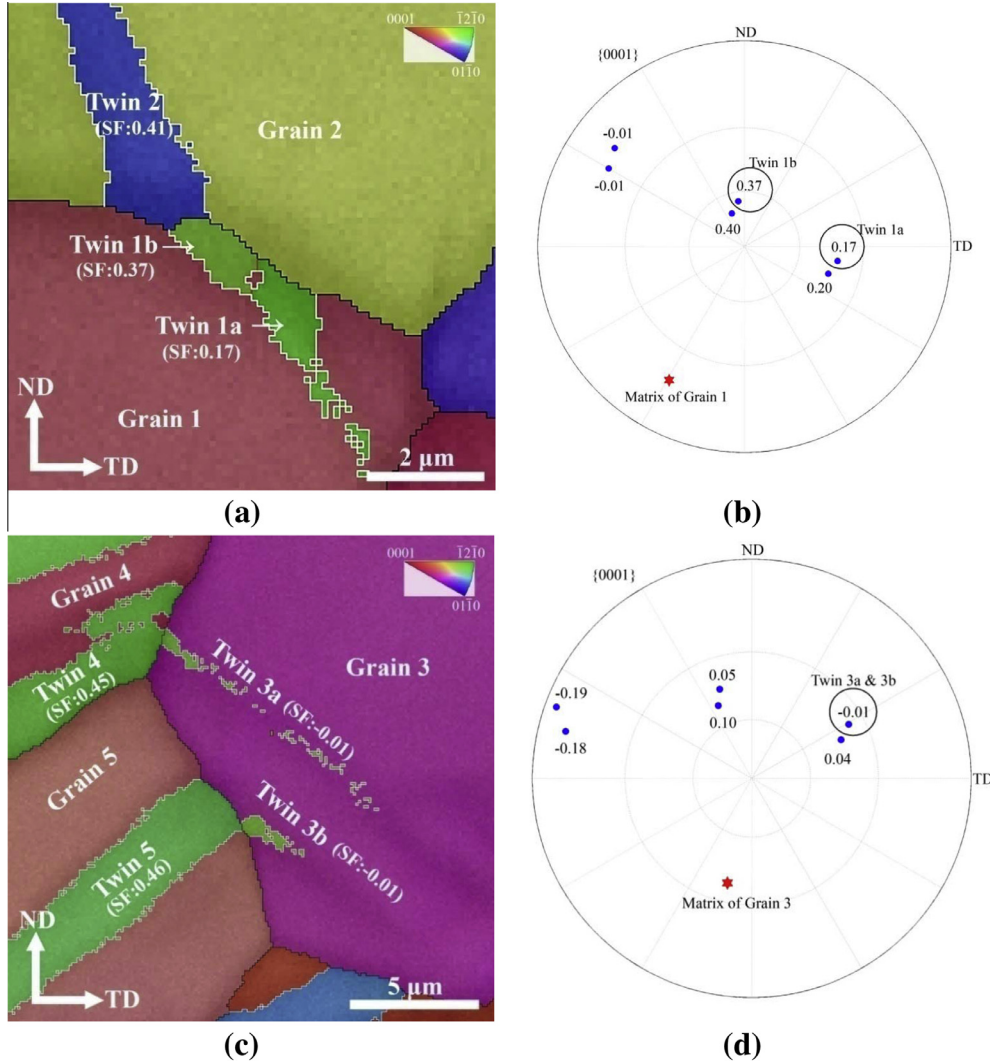 0001
1̄21̄0
011̄0
Twin 2
(SF:0.41)
Grain 2
Twin 1b
(SF:0.37)
Twin 1a
(SF:0.17)
ND
Grain 1
TD
2 μm
(a)
ND
{0001}
-0.01
-0.01
Twin 1b
0.37
0.40
Twin 1a
0.17
0.20
TD
Matrix of Grain 1
(b)
0001
1̄21̄0
011̄0
Grain 4
Twin 4
(SF:0.45)
Twin 3a (SF:-0.01)
Grain 3
Grain 5
Twin 3b (SF:-0.01)
Twin 5
(SF:0.46)
ND
TD
5 μm
(c)
ND
{0001}
-0.19
-0.18
0.05
0.10
Twin 3a & 3b
-0.01
0.04
TD
Matrix of Grain 3
(d)